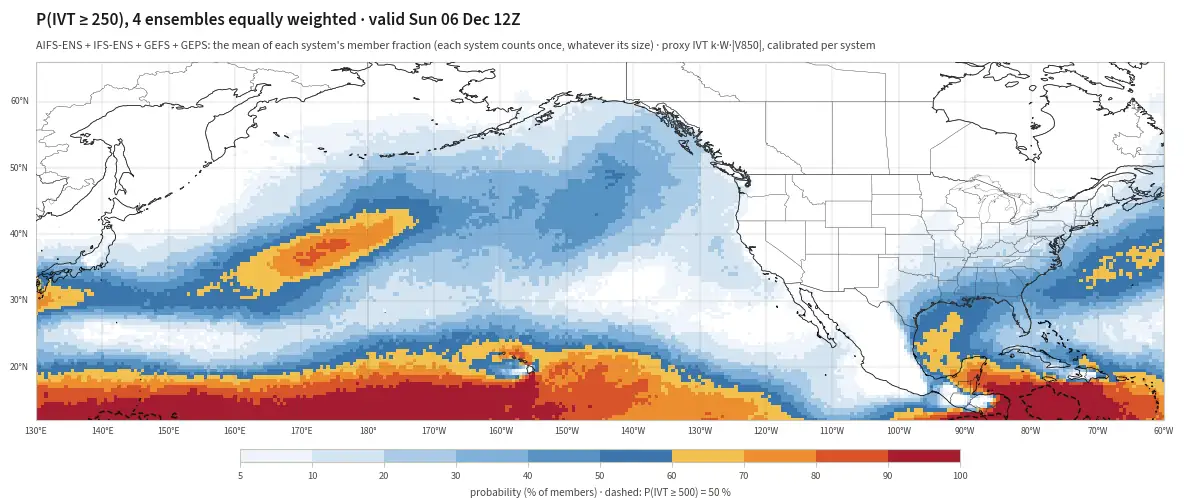 P(IVT ≥ 250), 4 ensembles equally weighted · valid Sun 06 Dec 12Z
AIFS-ENS + IFS-ENS + GEFS + GEPS: the mean of each system's member fraction (each system counts once, whatever its size) · proxy IVT k·W·|V850|, calibrated per system
60°N
50°N
40°N
30°N
20°N
130°E 140°E 150°E 160°E 170°E 180° 170°W 160°W 150°W 140°W 130°W 120°W 110°W 100°W 90°W 80°W 70°W 60°W
5 10 20 30 40 50 60 70 80 90 100
probability (% of members) · dashed: P(IVT ≥ 500) = 50 %